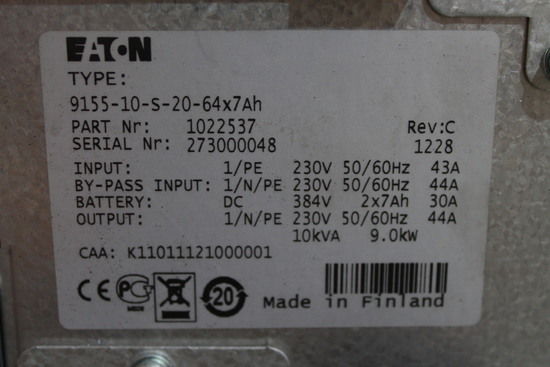 EATON
TYPE:
9155-10-S-20-64x7Ah
PART Nr: 1022537 Rev:C
SERIAL Nr: 273000048 1228
INPUT: 1/PE 230V 50/60Hz 43A
BY-PASS INPUT: 1/N/PE 230V 50/60Hz 44A
BATTERY: DC 384V 2x7Ah 30A
OUTPUT: 1/N/PE 230V 50/60Hz 44A
10kVA 9.0kW
CAA: K11011121000001
CE 20
Made in Finland